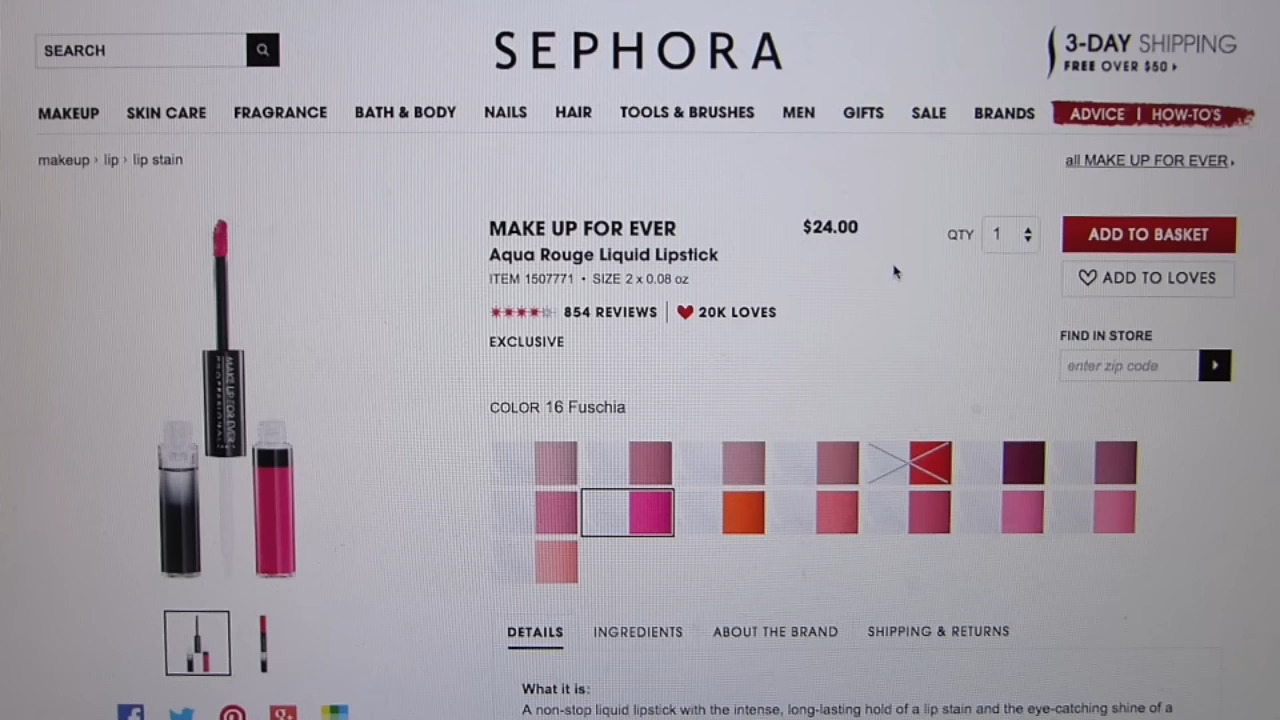 SEARCH
SEPHORA
3-DAY SHIPPING
FREE OVER $50
MAKEUP SKIN CARE FRAGRANCE BATH & BODY NAILS HAIR TOOLS & BRUSHES MEN GIFTS SALE BRANDS ADVICE | HOW-TO'S
makeup › lip › lip stain
all MAKE UP FOR EVER
MAKE UP FOR EVER $24.00
QTY 1 ADD TO BASKET
Aqua Rouge Liquid Lipstick
ITEM 1507771 • SIZE 2 x 0.08 oz
ADD TO LOVES
854 REVIEWS | 20K LOVES
EXCLUSIVE
FIND IN STORE
enter zip code
MAKE UP FOR EVER
PROFESSIONAL
COLOR 16 Fuschia
DETAILS INGREDIENTS ABOUT THE BRAND SHIPPING & RETURNS
What it is:
A non-stop liquid lipstick with the intense, long-lasting hold of a lip stain and the eye-catching shine of a